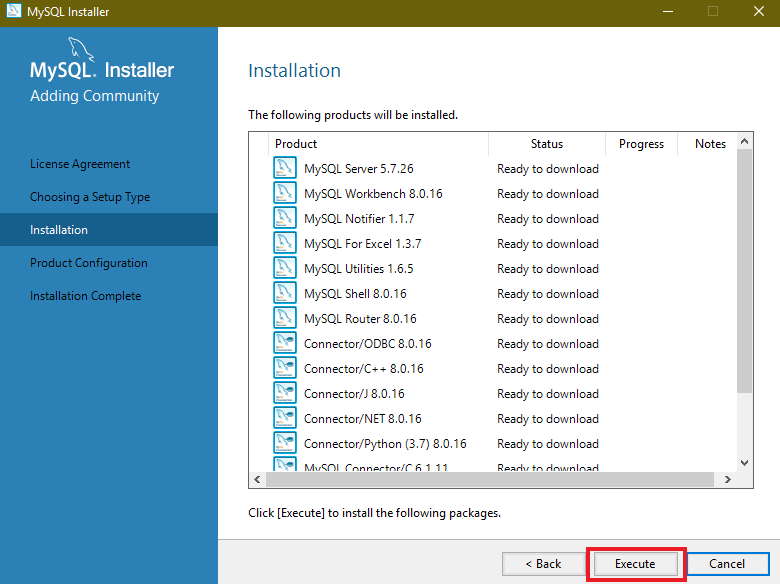 MySQL Installer
MySQL. Installer
Adding Community
License Agreement
Choosing a Setup Type
Installation
Product Configuration
Installation Complete
Installation
The following products will be installed.
Product Status Progress Notes
MySQL Server 5.7.26 Ready to download
MySQL Workbench 8.0.16 Ready to download
MySQL Notifier 1.1.7 Ready to download
MySQL For Excel 1.3.7 Ready to download
MySQL Utilities 1.6.5 Ready to download
MySQL Shell 8.0.16 Ready to download
MySQL Router 8.0.16 Ready to download
Connector/ODBC 8.0.16 Ready to download
Connector/C++ 8.0.16 Ready to download
Connector/J 8.0.16 Ready to download
Connector/NET 8.0.16 Ready to download
Connector/Python (3.7) 8.0.16 Ready to download
MySQL Connector/C 6.1.11 Ready to download
Click [Execute] to install the following packages.
< Back Execute Cancel